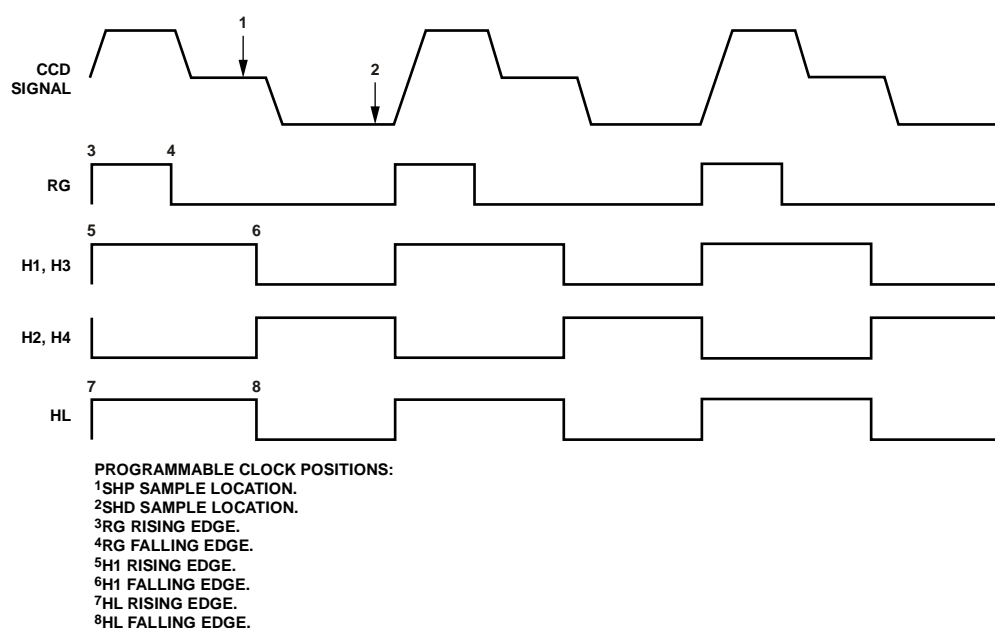 1
CCD
SIGNAL
2
3
4
RG
5
6
H1, H3
H2, H4
7
8
HL
PROGRAMMABLE CLOCK POSITIONS:
1SHP SAMPLE LOCATION.
2SHD SAMPLE LOCATION.
3RG RISING EDGE.
4RG FALLING EDGE.
5H1 RISING EDGE.
6H1 FALLING EDGE.
7HL RISING EDGE.
8HL FALLING EDGE.